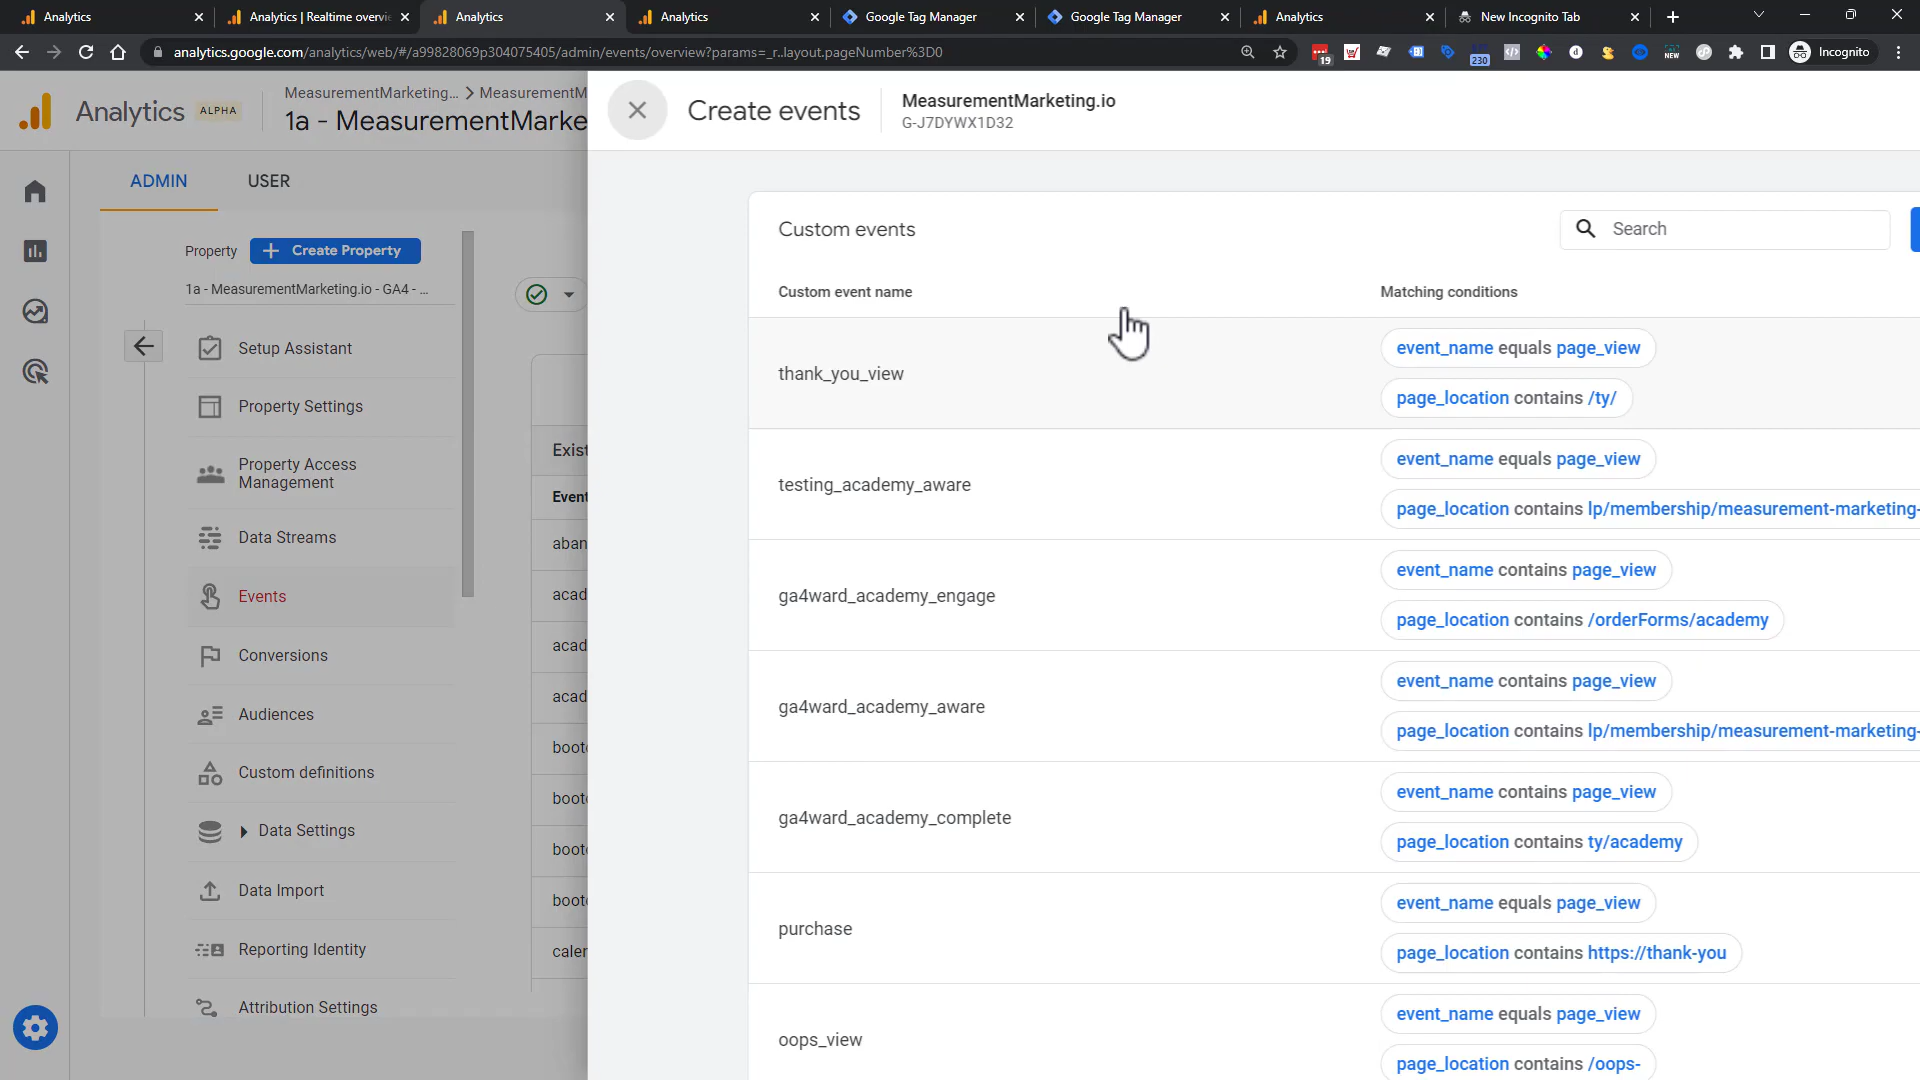 Analytics
Analytics | Realtime overvi
Analytics
Analytics
Google Tag Manager
Google Tag Manager
Analytics
New Incognito Tab
analytics.google.com/analytics/web/#/a99828069p304075405/admin/events/overview?params=_r..layout.pageNumber%3D0
19
230
NEW
Incognito
Analytics ALPHA
MeasurementMarketing... > MeasurementM
1a - MeasurementMarke
Create events
MeasurementMarketing.io
G-J7DYWX1D32
ADMIN
USER
Property
Create Property
1a - MeasurementMarketing.io - GA4 - ...
Setup Assistant
Property Settings
Property Access
Management
Data Streams
Events
Conversions
Audiences
Custom definitions
Data Settings
Data Import
Reporting Identity
Attribution Settings
Exist
Event
aban
acad
acad
acad
boot
boot
boot
boot
caler
Custom events
Search
Custom event name
Matching conditions
thank_you_view
event_name equals page_view
page_location contains /ty/
testing_academy_aware
event_name equals page_view
page_location contains lp/membership/measurement-marketing-
ga4ward_academy_engage
event_name contains page_view
page_location contains /orderForms/academy
ga4ward_academy_aware
event_name contains page_view
page_location contains lp/membership/measurement-marketing-
ga4ward_academy_complete
event_name contains page_view
page_location contains ty/academy
purchase
event_name equals page_view
page_location contains https://thank-you
oops_view
event_name equals page_view
page_location contains /oops-